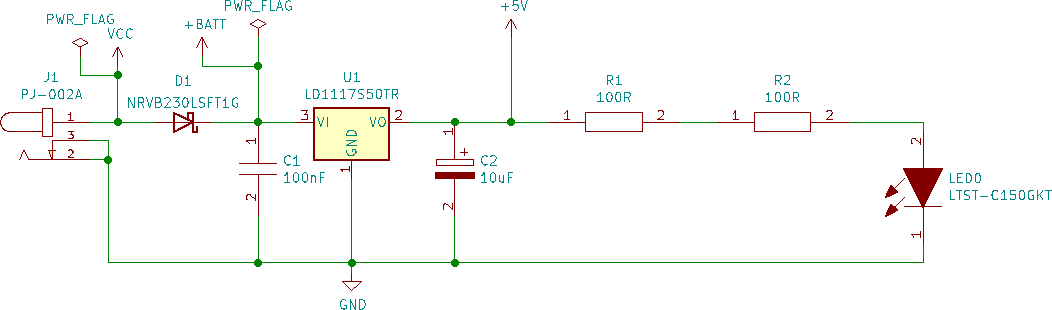 PWR_FLAG
+5V
+BATT
PWR_FLAG
VCC
J1
PJ-002A
D1
NRVB230LSFT1G
U1
LD1117S50TR
R1
100R
R2
100R
1
3
2
3
VI
VO
2
GND
1
1
C1
100nF
2
1
+
C2
10uF
2
1
2
1
2
2
LED0
LTST-C150GKT
1
GND